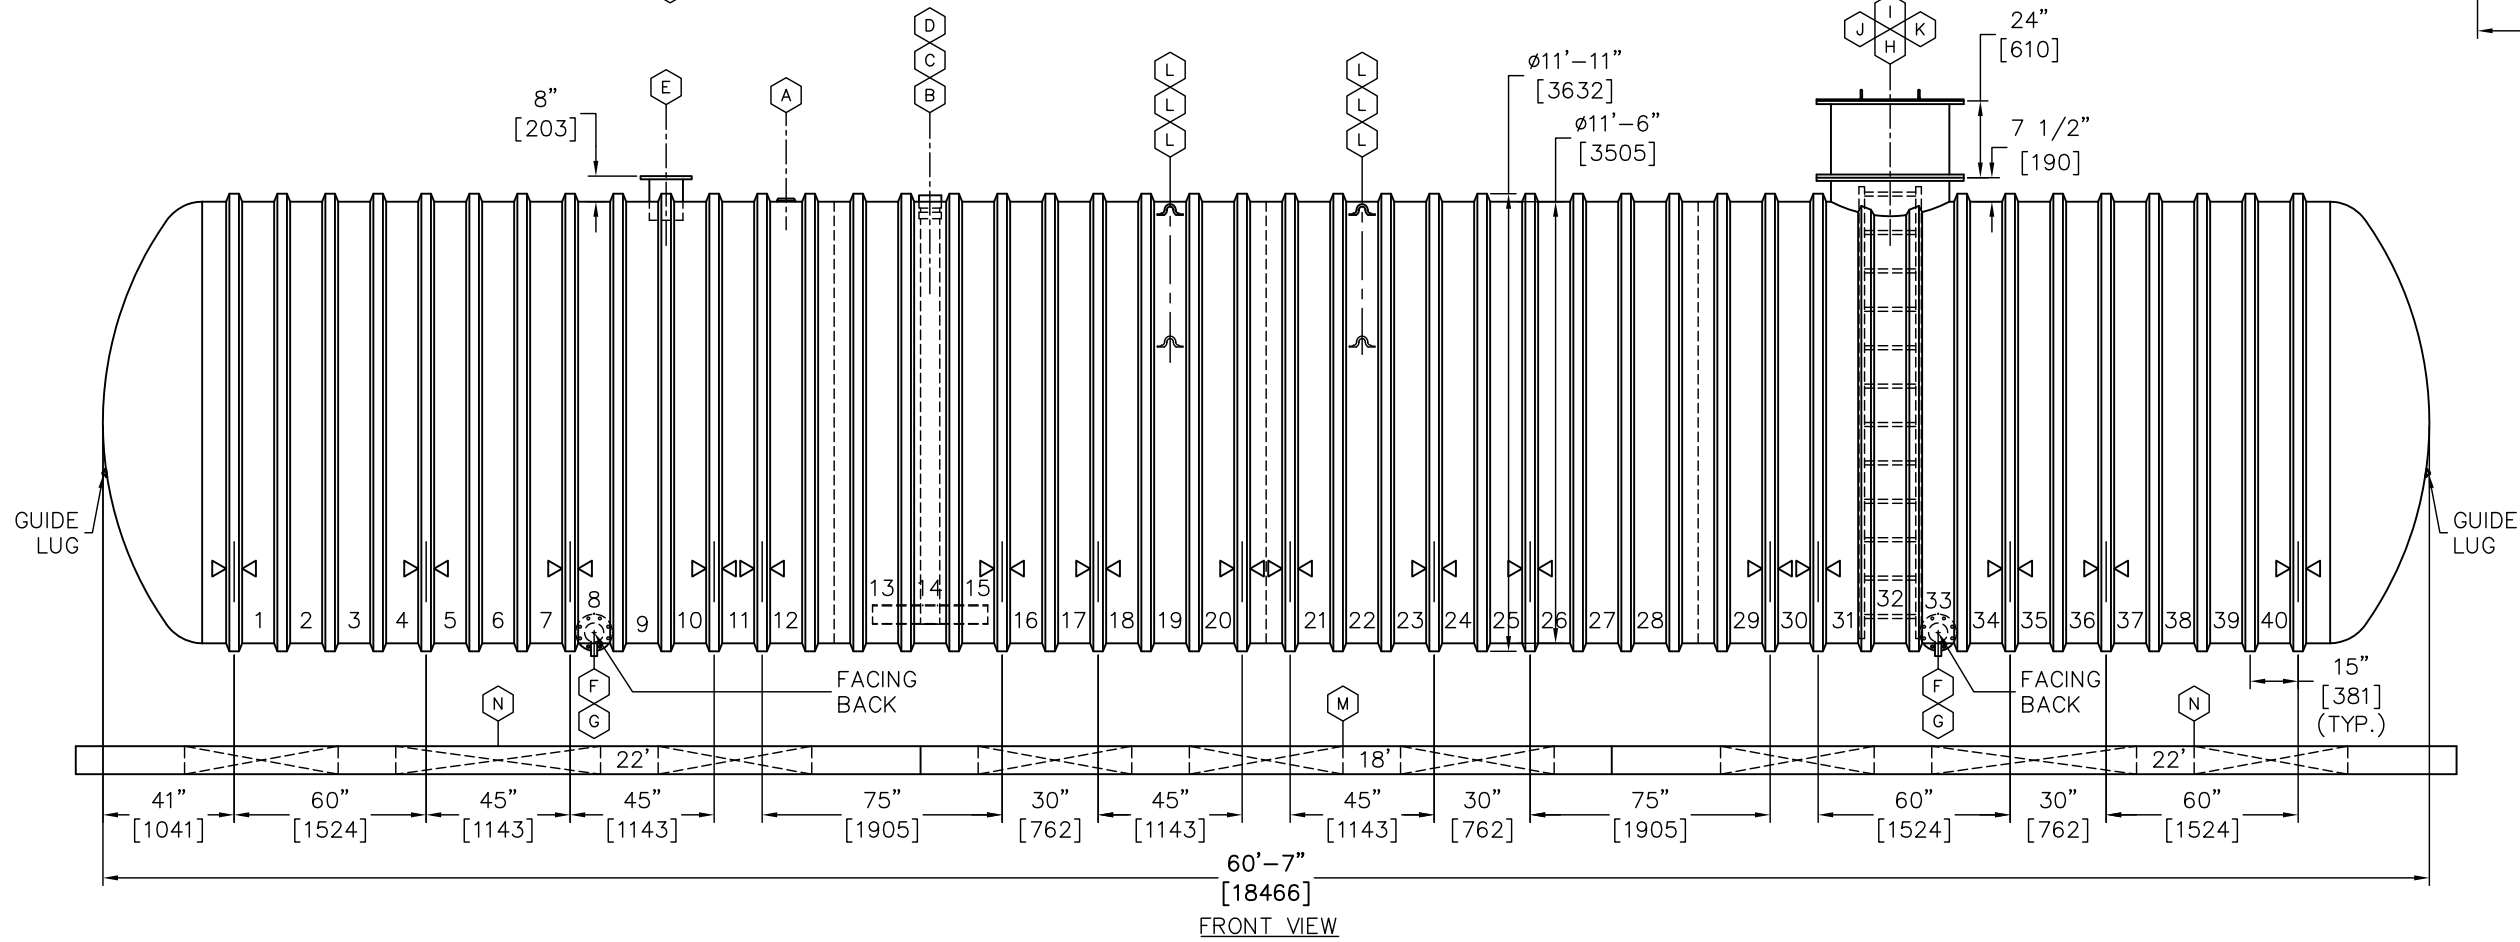 D
C
B
E
A
L
L
L
L
L
L
I
J
K
H
24"
[610]
8"
[203]
ø11'-11"
[3632]
ø11'-6"
[3505]
7 1/2"
[190]
GUIDE
LUG
GUIDE
LUG
1 2 3 4 5 6 7 8 9 10 11 12 13 14 15 16 17 18 19 20 21 22 23 24 25 26 27 28 29 30 31 32 33 34 35 36 37 38 39 40
FACING
BACK
FACING
BACK
F
G
F
G
N
M
N
15"
[381]
(TYP.)
22' 18' 22'
41" 60" 45" 45" 75" 30" 45" 45" 30" 75" 60" 30" 60"
[1041] [1524] [1143] [1143] [1905] [762] [1143] [1143] [762] [1905] [1524] [762] [1524]
60'-7"
[18466]
FRONT VIEW